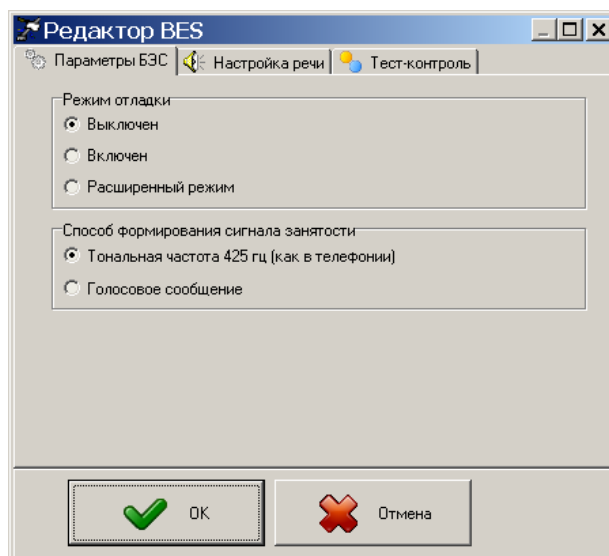 Редактор BES
Параметры БЭС Настройка речи Тест-контроль
Режим отладки
Выключен
Включен
Расширенный режим
Способ формирования сигнала занятости
Тональная частота 425 гц (как в телефонии)
Голосовое сообщение
ОК Отмена